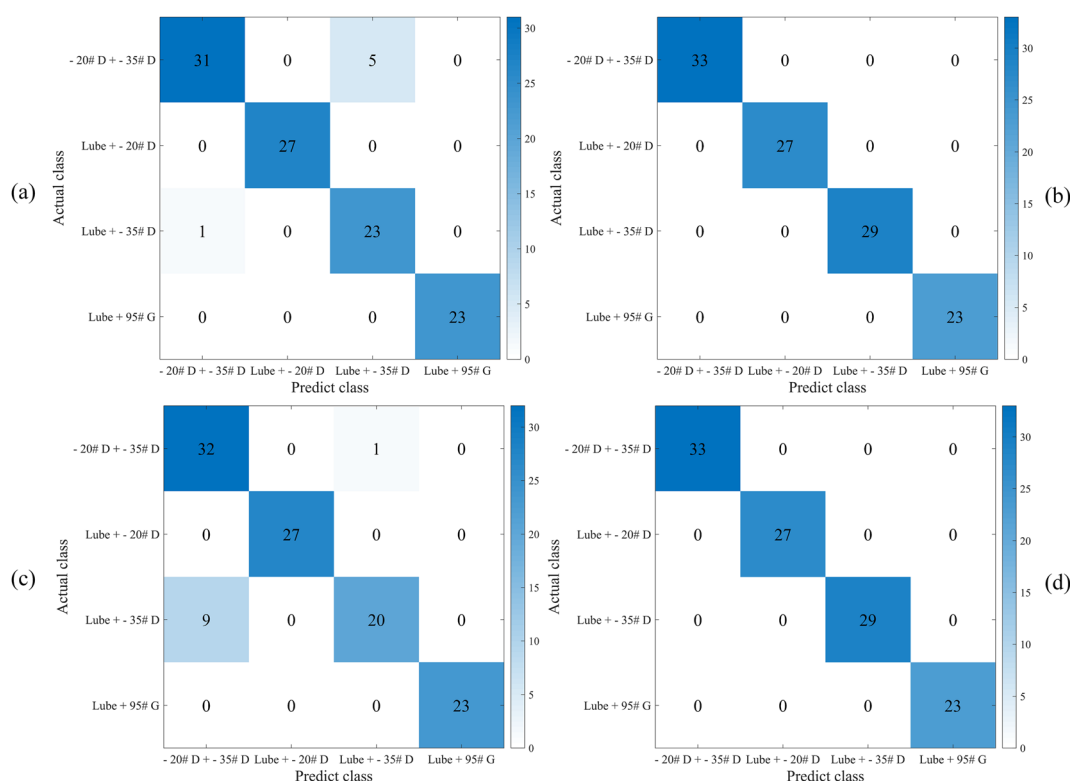 (a)
Actual class
- 20# D + - 35# D
31 0 5 0
Lube + - 20# D
0 27 0 0
Lube + - 35# D
1 0 23 0
Lube + 95# G
0 0 0 23
- 20# D + - 35# D Lube + - 20# D Lube + - 35# D Lube + 95# G
Predict class
30
25
20
15
10
5
0
(b)
Actual class
- 20# D + - 35# D
33 0 0 0
Lube + - 20# D
0 27 0 0
Lube + - 35# D
0 0 29 0
Lube + 95# G
0 0 0 23
- 20# D + - 35# D Lube + - 20# D Lube + - 35# D Lube + 95# G
Predict class
30
25
20
15
10
5
0
(c)
Actual class
- 20# D + - 35# D
32 0 1 0
Lube + - 20# D
0 27 0 0
Lube + - 35# D
9 0 20 0
Lube + 95# G
0 0 0 23
- 20# D + - 35# D Lube + - 20# D Lube + - 35# D Lube + 95# G
Predict class
30
25
20
15
10
5
0
(d)
Actual class
- 20# D + - 35# D
33 0 0 0
Lube + - 20# D
0 27 0 0
Lube + - 35# D
0 0 29 0
Lube + 95# G
0 0 0 23
- 20# D + - 35# D Lube + - 20# D Lube + - 35# D Lube + 95# G
Predict class
30
25
20
15
10
5
0